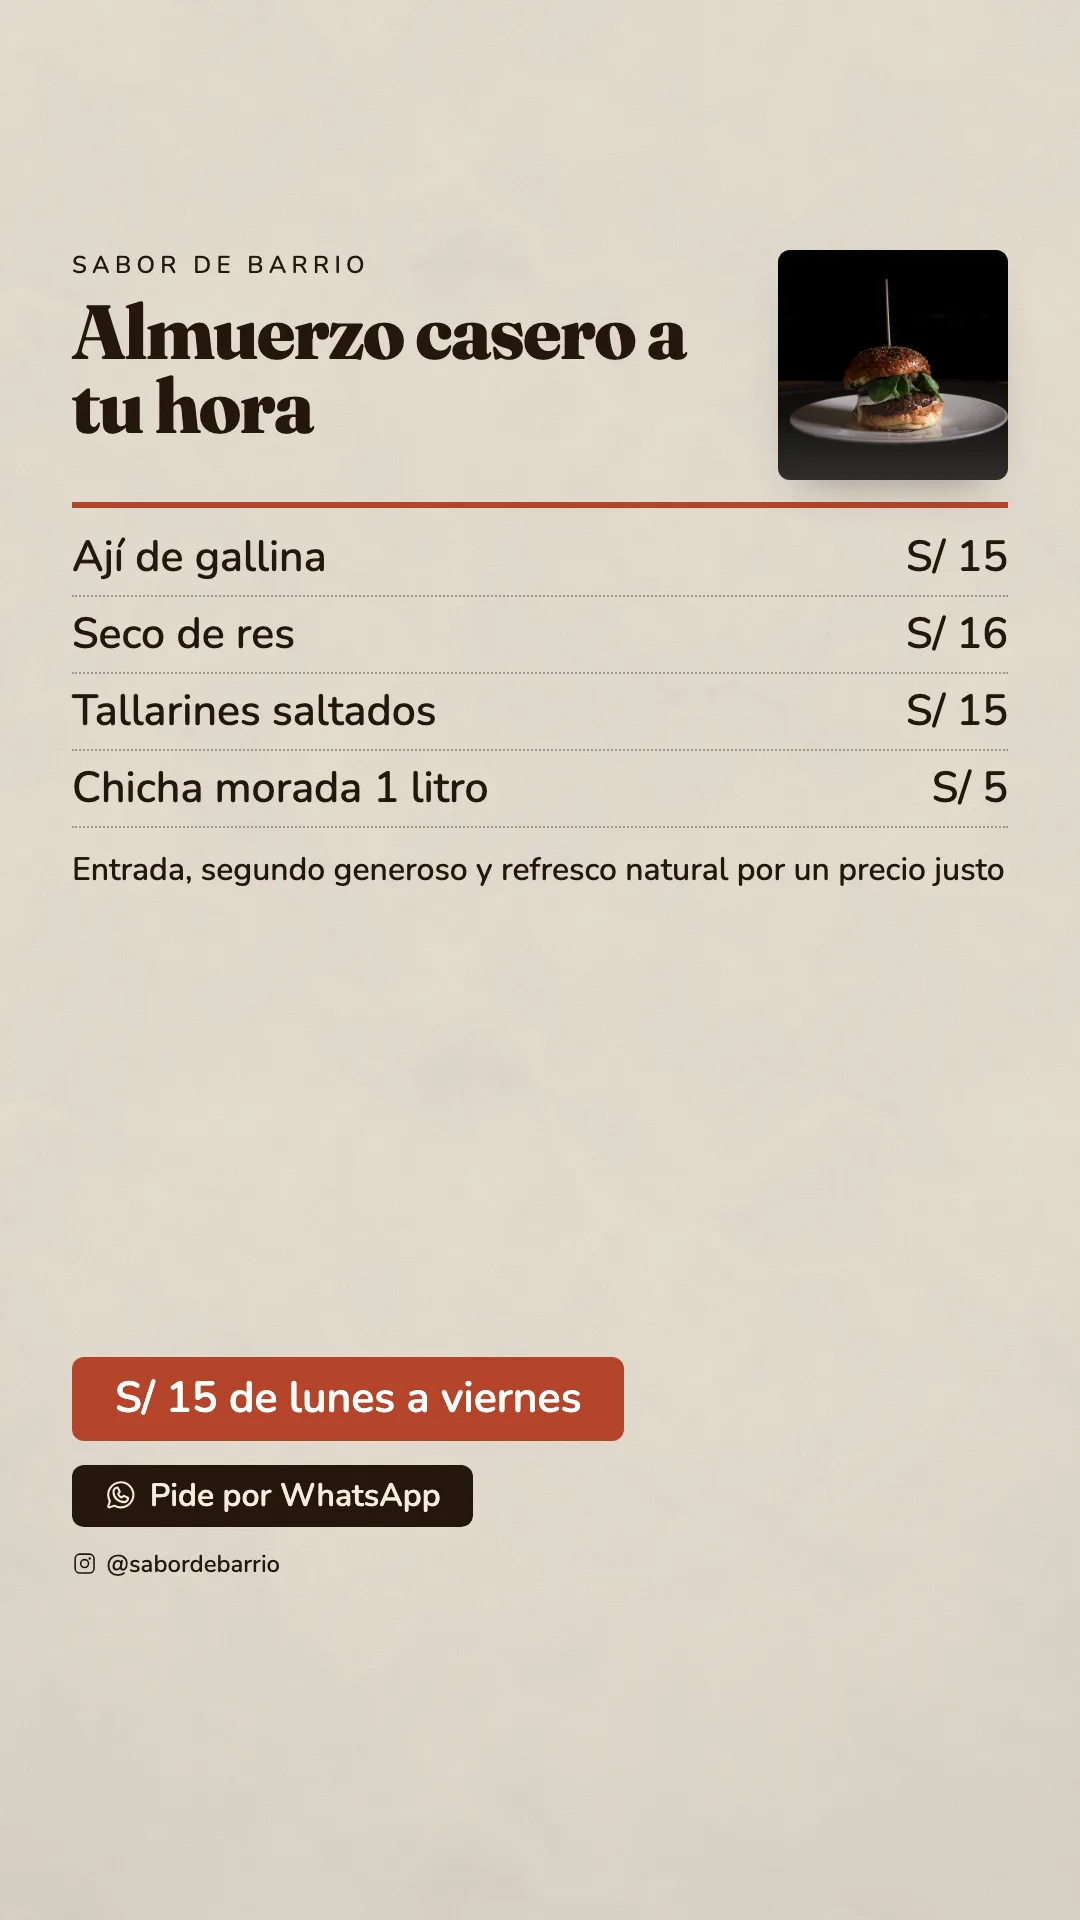 SABOR DE BARRIO
Almuerzo casero a
tu hora
Ají de gallina S/ 15
Seco de res S/ 16
Tallarines saltados S/ 15
Chicha morada 1 litro S/ 5
Entrada, segundo generoso y refresco natural por un precio justo
S/ 15 de lunes a viernes
Pide por WhatsApp
@sabordebarrio